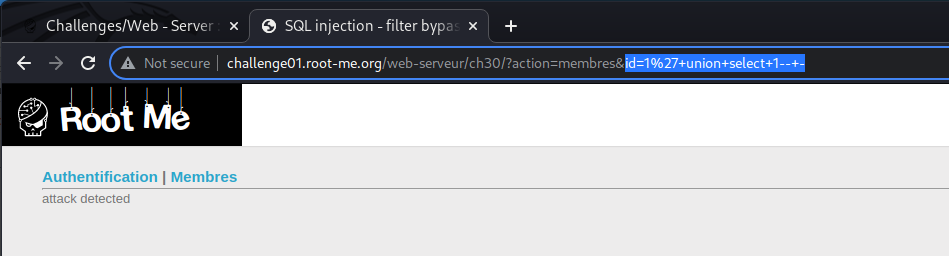 Challenges/Web - Server : SQL injection - filter bypas
Not secure challenge01.root-me.org/web-serveur/ch30/?action=membres&id=1%27+union+select+1--+-
Root Me
Authentification | Membres
attack detected